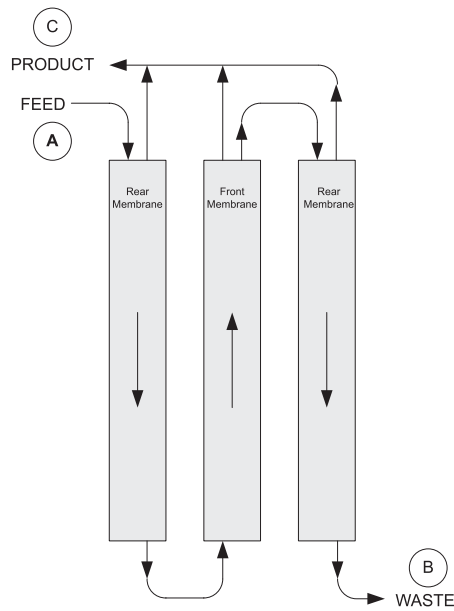 C
PRODUCT
FEED
A
Rear
Membrane
Front
Membrane
Rear
Membrane
B
WASTE